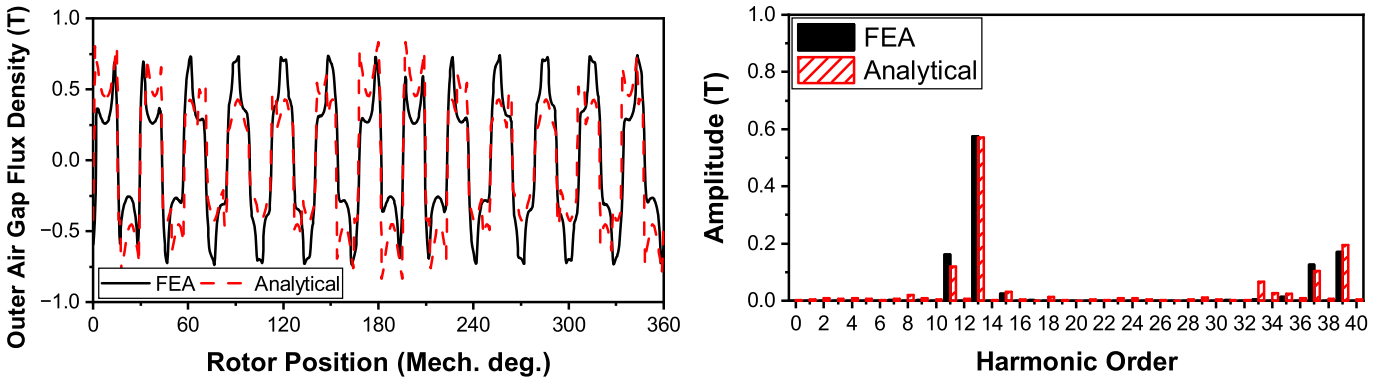 Outer Air Gap Flux Density (T)
1.0
0.5
0.0
−0.5
−1.0
FEA
Analytical
0 60 120 180 240 300 360
Rotor Position (Mech. deg.)
Amplitude (T)
1.0
0.8
0.6
0.4
0.2
0.0
FEA
Analytical
0 2 4 6 8 10 12 14 16 18 20 22 24 26 28 30 32 34 36 38 40
Harmonic Order